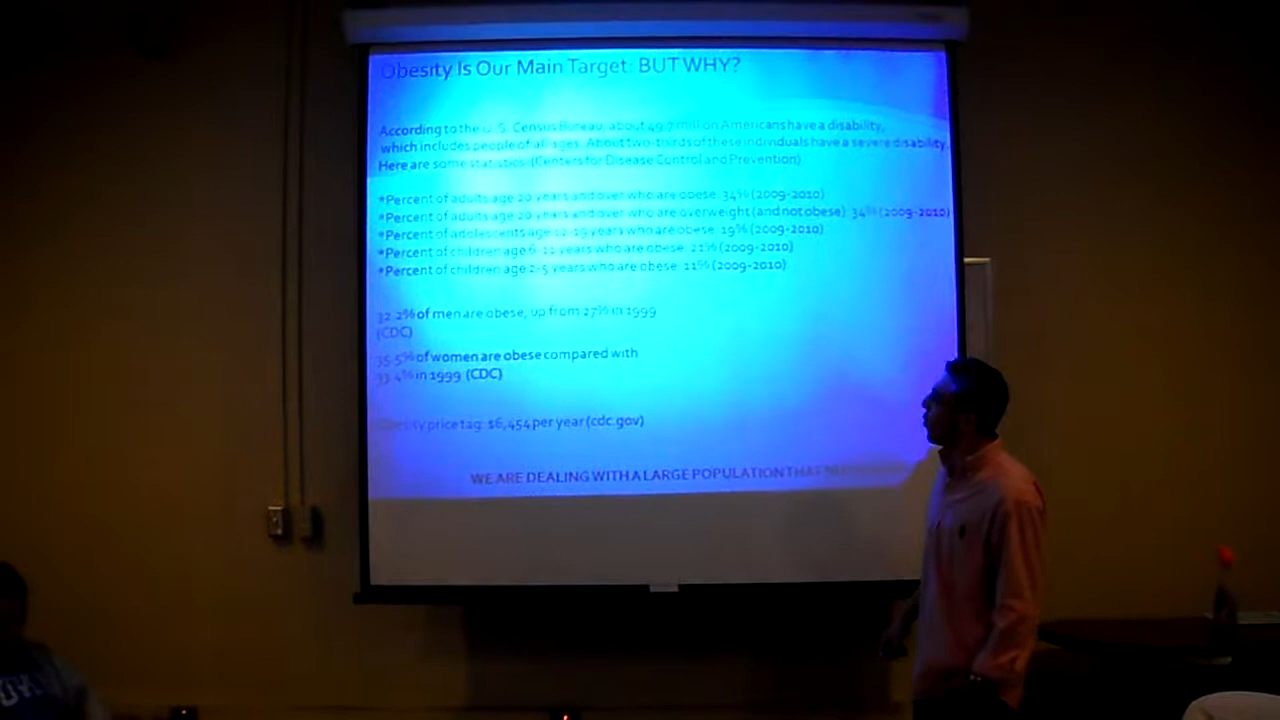 Obesity Is Our Main Target: BUT WHY?
According to the U.S. Census Bureau, about 49.7 million Americans have a disability,
which includes people of all ages. About two-thirds of these individuals have a severe disability.
Here are some statistics: (Centers for Disease Control and Prevention)
*Percent of adults age 20 years and over who are obese: 34% (2009-2010)
*Percent of adults age 20 years and over who are overweight (and not obese): 34% (2009-2010)
*Percent of adolescents age 12-19 years who are obese: 19% (2009-2010)
*Percent of children age 6-11 years who are obese: 21% (2009-2010)
*Percent of children age 2-5 years who are obese: 11% (2009-2010)
32.2% of men are obese, up from 27% in 1999
(CDC)
35.5% of women are obese compared with
33.4% in 1999 (CDC)
Obesity price tag: $6,454 per year (cdc.gov)
WE ARE DEALING WITH A LARGE POPULATION THAT